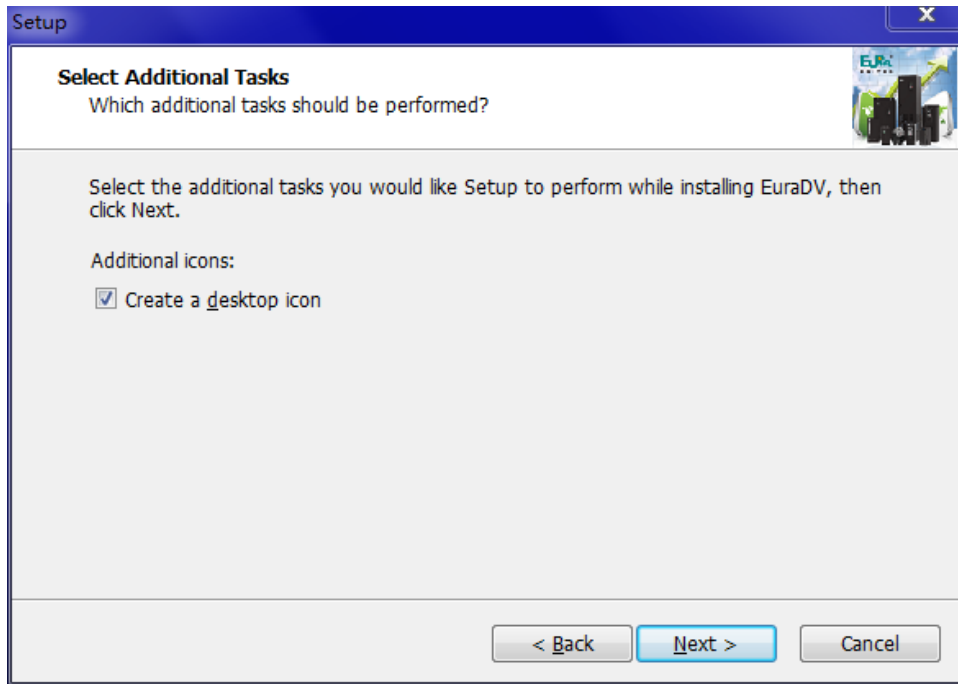 Setup
X
Select Additional Tasks
Which additional tasks should be performed?
EURA
Select the additional tasks you would like Setup to perform while installing EuraDV, then
click Next.
Additional icons:
Create a desktop icon
< Back
Next >
Cancel